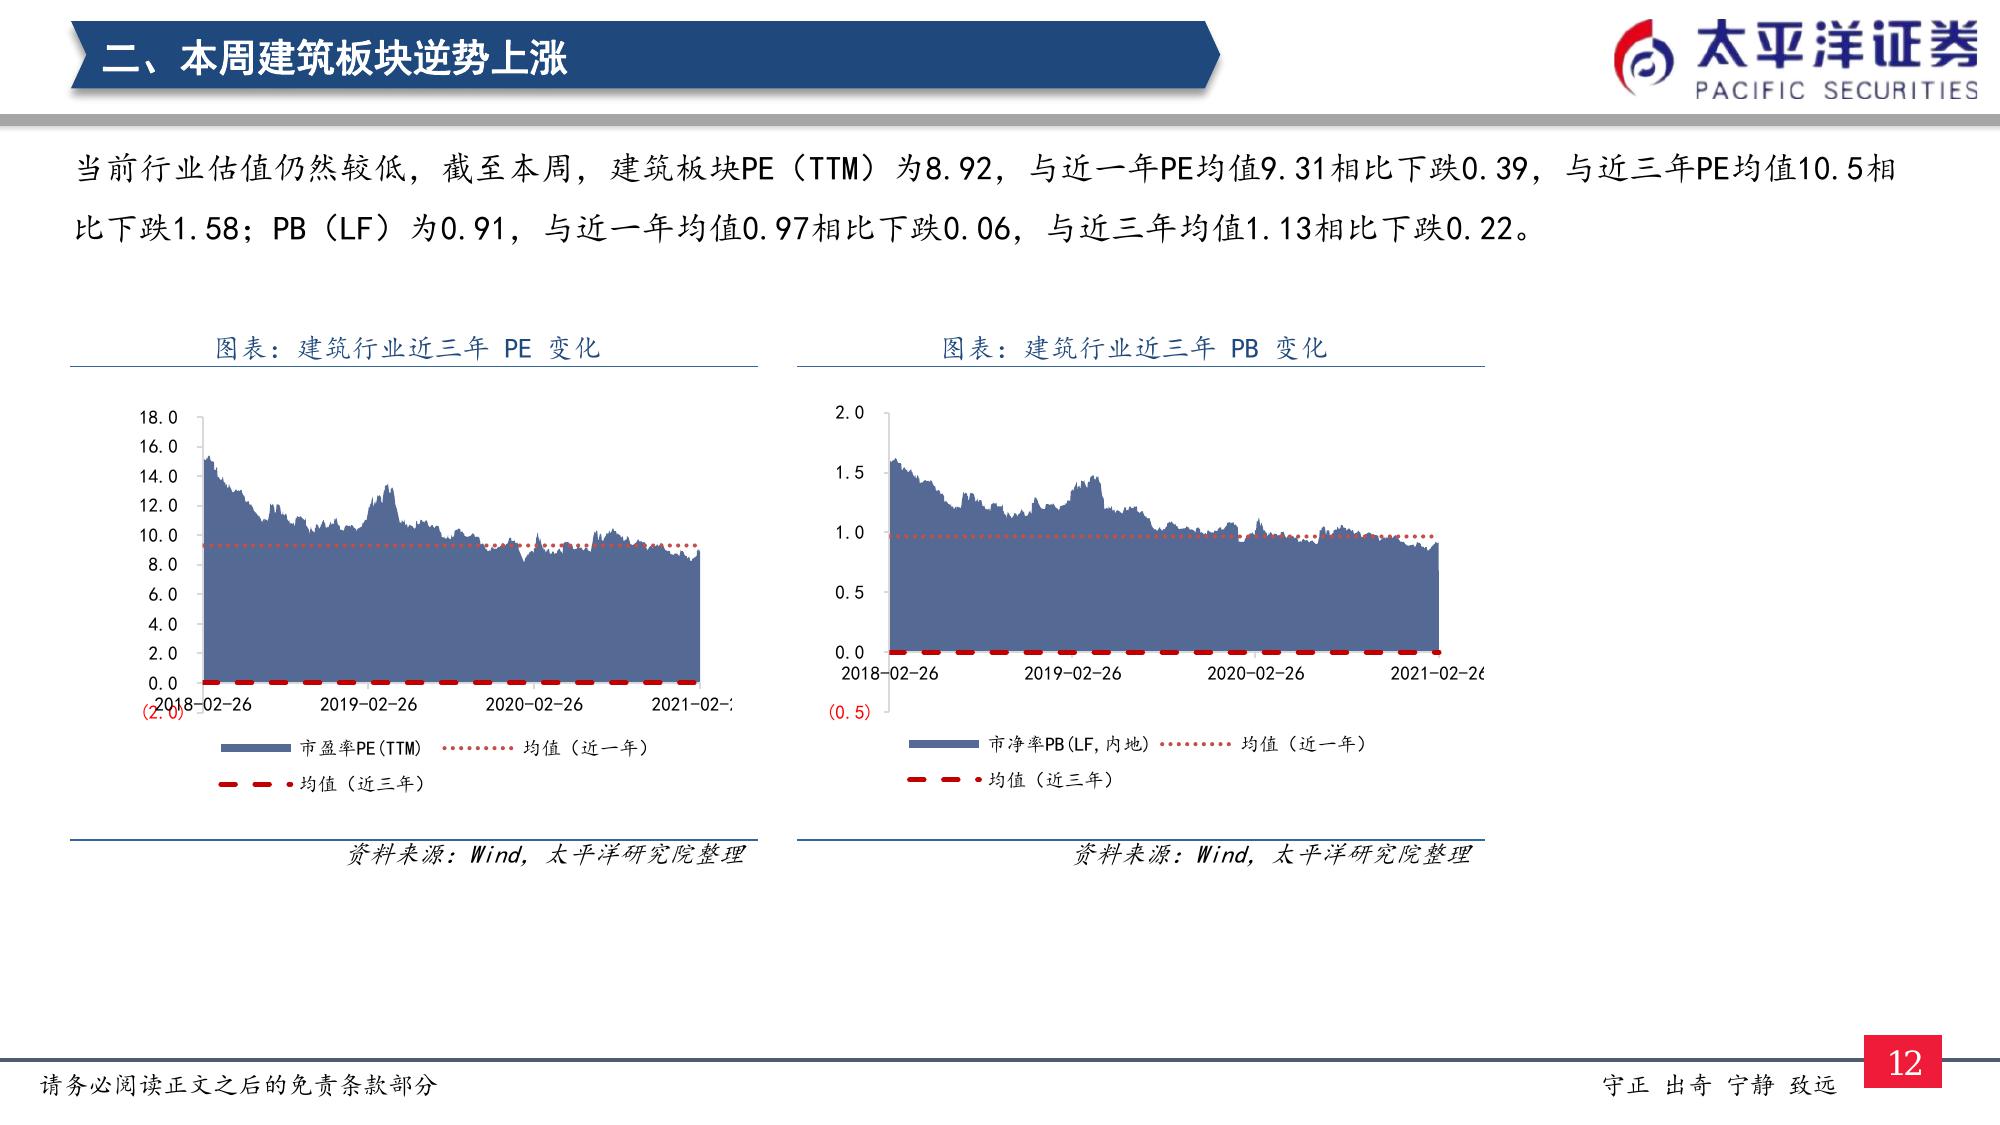 二、本周建筑板块逆势上涨
太平洋证券
PACIFIC SECURITIES
当前行业估值仍然较低，截至本周，建筑板块PE（TTM）为8.92，与近一年PE均值9.31相比下跌0.39，与近三年PE均值10.5相
比下跌1.58；PB（LF）为0.91，与近一年均值0.97相比下跌0.06，与近三年均值1.13相比下跌0.22。
图表：建筑行业近三年 PE 变化
18.0
16.0
14.0
12.0
10.0
8.0
6.0
4.0
2.0
0.0
(2.0)
2018-02-26 2019-02-26 2020-02-26 2021-02-
市盈率PE(TTM) 均值（近一年）
均值（近三年）
资料来源：Wind，太平洋研究院整理
图表：建筑行业近三年 PB 变化
2.0
1.5
1.0
0.5
0.0
(0.5)
2018-02-26 2019-02-26 2020-02-26 2021-02-26
市净率PB(LF,内地) 均值（近一年）
均值（近三年）
资料来源：Wind，太平洋研究院整理
请务必阅读正文之后的免责条款部分
守正 出奇 宁静 致远
12